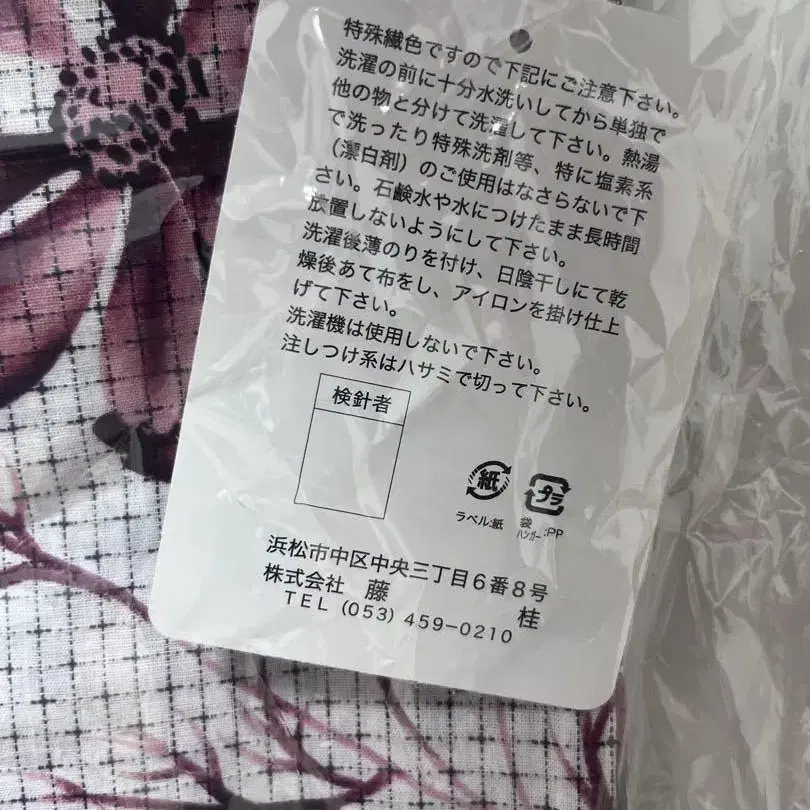 特殊繊色ですので下記にご注意下さい。
洗濯の前に十分水洗いしてから単独で
他の物と分けて洗濯して下さい。熱湯
で洗ったり特殊洗剤等、特に塩素系
（漂白剤）のご使用はなさらないで下
さい。石鹸水や水につけたまま長時間
放置しないようにして下さい。
洗濯後薄のりを付け、日陰干しにて乾
燥後あて布をし、アイロンを掛け仕上
げて下さい。
洗濯機は使用しないで下さい。
注しつけ系はハサミで切って下さい。
検針者
紙
プラ
ラベル:紙
袋
ハンガー:PP
浜松市中区中央三丁目6番8号
株式会社 藤 桂
TEL (053) 459-0210